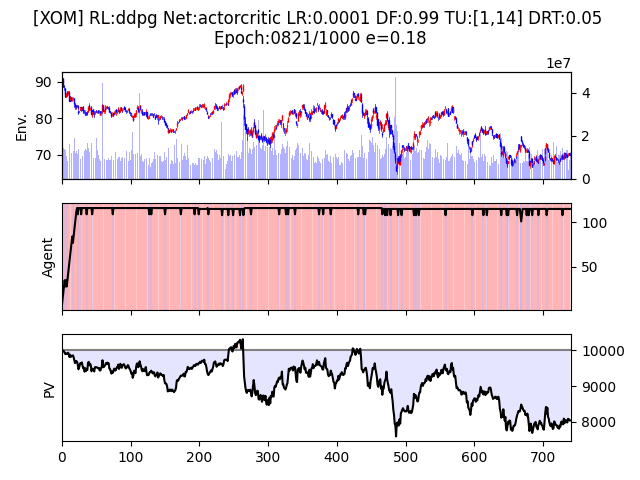 [XOM] RL:ddpg Net:actorcritic LR:0.0001 DF:0.99 TU:[1,14] DRT:0.05
Epoch:0821/1000 e=0.18
1e7
90
80
70
Env.
4
2
0
Agent
100
50
PV
10000
9000
8000
0 100 200 300 400 500 600 700